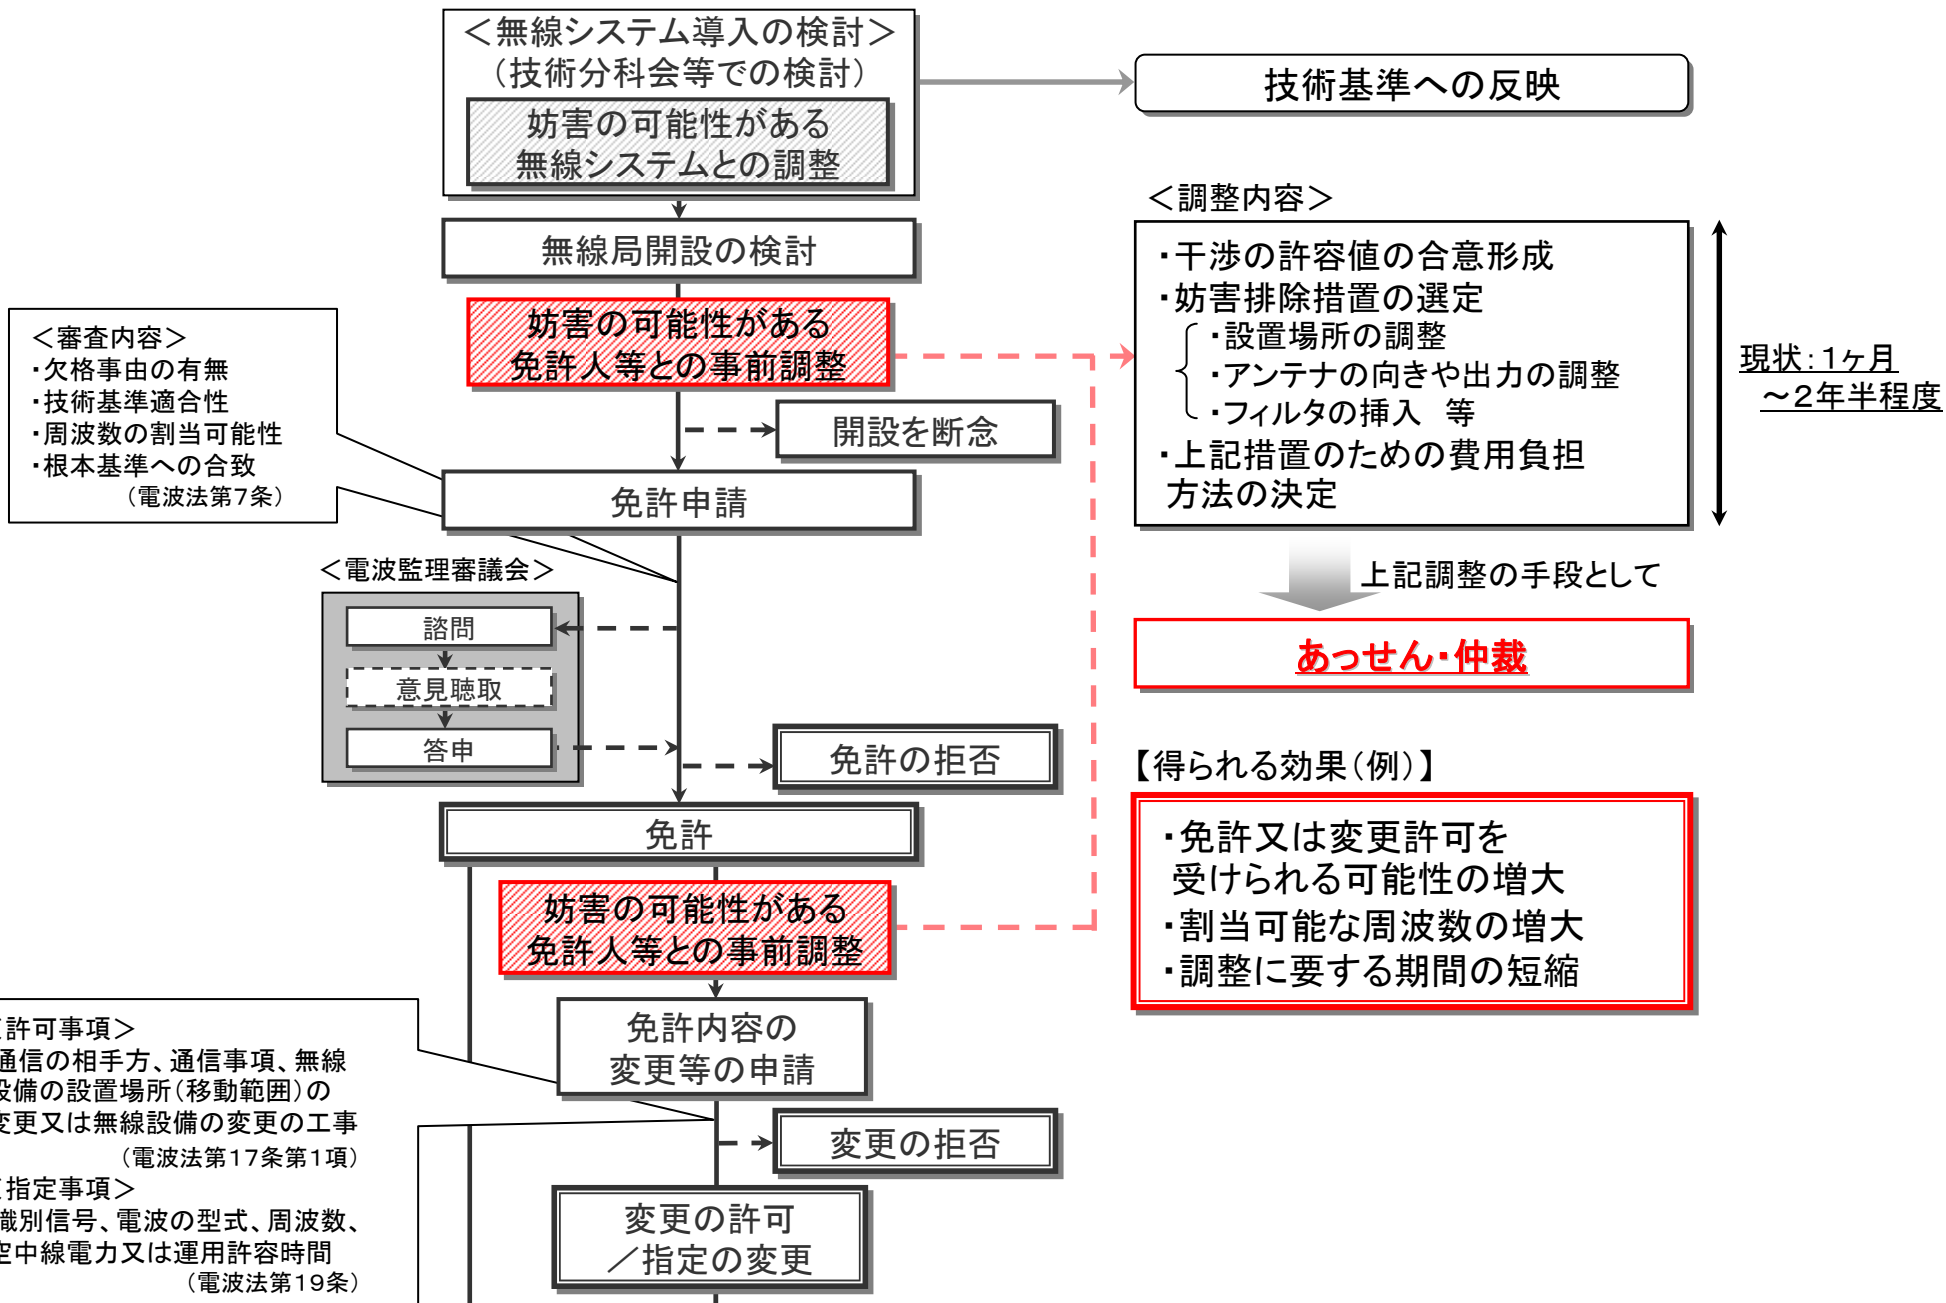 ＜無線システム導入の検討＞
（技術分科会等での検討）
妨害の可能性がある
無線システムとの調整
技術基準への反映
無線局開設の検討
妨害の可能性がある
免許人等との事前調整
開設を断念
免許申請
＜審査内容＞
・欠格事由の有無
・技術基準適合性
・周波数の割当可能性
・根本基準への合致
（電波法第7条）
＜調整内容＞
・干渉の許容値の合意形成
・妨害排除措置の選定
・設置場所の調整
・アンテナの向きや出力の調整
・フィルタの挿入　等
・上記措置のための費用負担
方法の決定
現状：1ヶ月
～2年半程度
上記調整の手段として
あっせん・仲裁
＜電波監理審議会＞
諮問
意見聴取
答申
免許の拒否
免許
【得られる効果（例）】
・免許又は変更許可を
受けられる可能性の増大
・割当可能な周波数の増大
・調整に要する期間の短縮
妨害の可能性がある
免許人等との事前調整
免許内容の
変更等の申請
変更の拒否
変更の許可
／指定の変更
許可事項＞
通信の相手方、通信事項、無線
設備の設置場所（移動範囲）の
変更又は無線設備の変更の工事
（電波法第17条第1項）
指定事項＞
識別信号、電波の型式、周波数、
空中線電力又は運用許容時間
（電波法第19条）